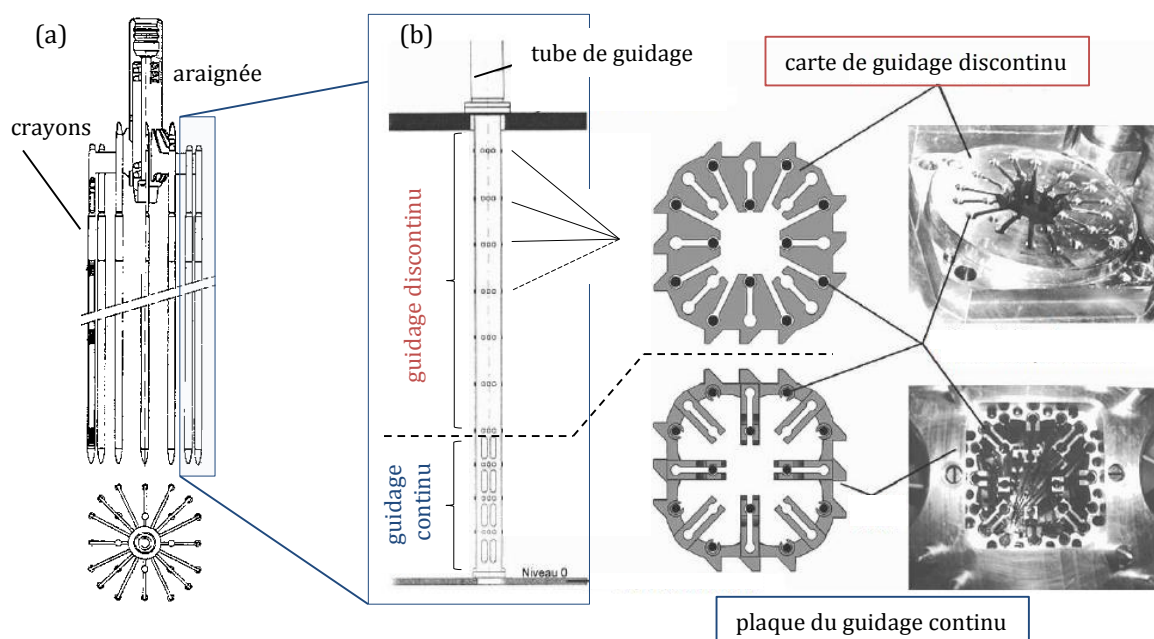 (a)
araignée
crayons
(b)
tube de guidage
guidage discontinu
guidage
continu
Niveau 0
carte de guidage discontinu
plaque du guidage continu